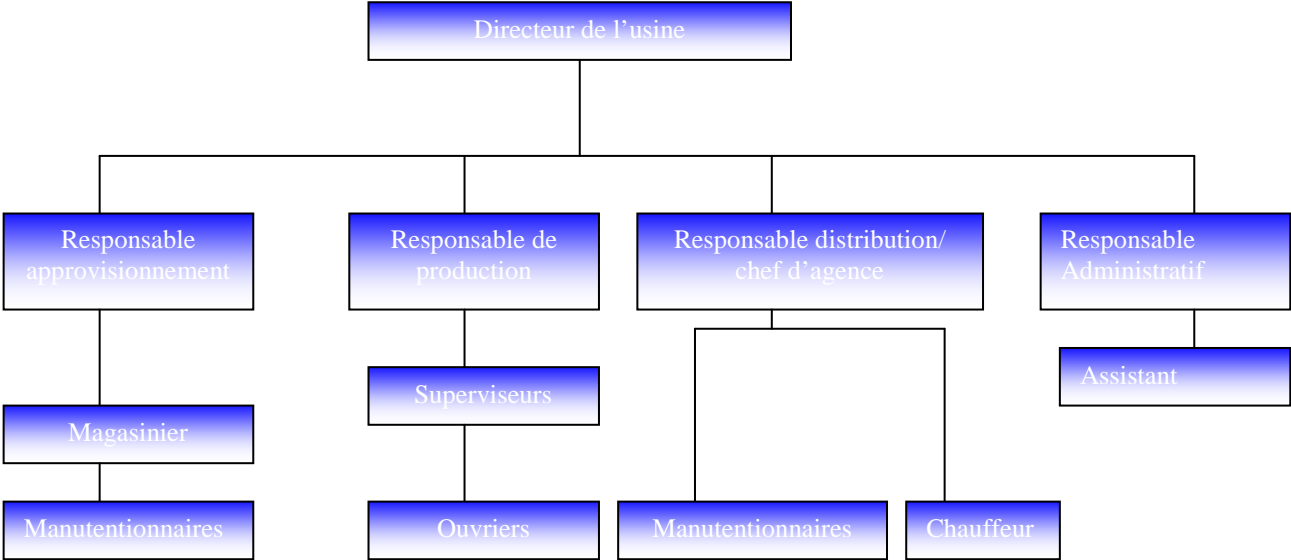 Directeur de l’usine
Responsable
approvisionnement
Responsable de
production
Responsable distribution/
chef d’agence
Responsable
Administratif
Superviseurs
Assistant
Magasinier
Manutentionnaires
Ouvriers
Manutentionnaires
Chauffeur